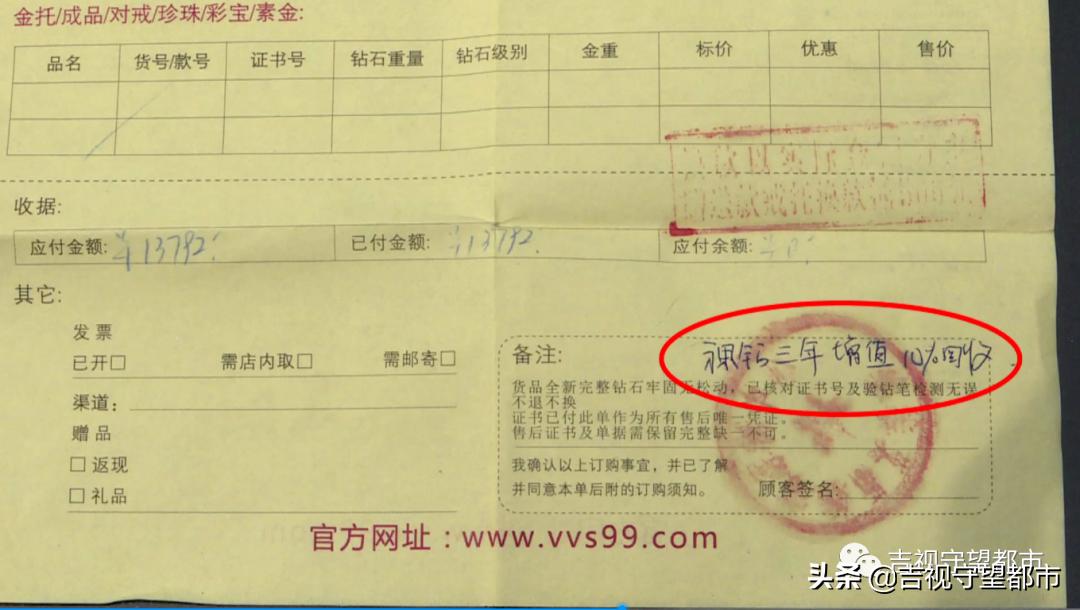 金托/成品/对戒/珍珠/彩宝/素金:
品名 货号/款号 证书号 钻石重量 钻石级别 金重 标价 优惠 售价
收据:
应付金额: ¥13792. 已付金额: ¥13792. 应付余额: ¥0.
其它:
发票
已开□ 需店内取□ 需邮寄□
渠道:
赠品
□返现
□礼品
备注: 裸钻三年增值10%回收.
货品全新完整钻石牢固无松动,已核对证书号及验钻笔检测无误
不退不换
证书已付此单作为所有售后唯一凭证。
售后证书及单据需保留完整缺一不可。
我确认以上订购事宜,并已了解
并同意本单后附的订购须知。 顾客签名:
官方网址:www.vvs99.com
吉视守望都市
头条 @吉视守望都市